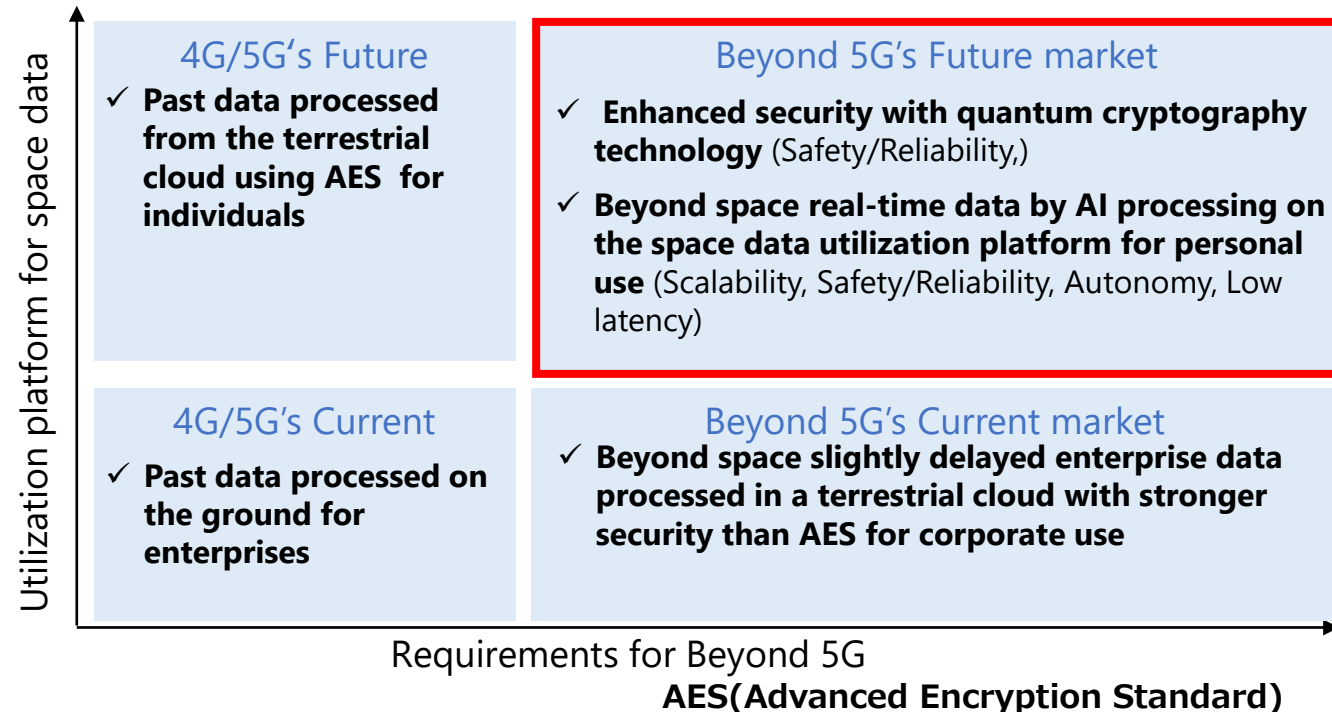 Utilization platform for space data
4G/5G‘s Future
✓ Past data processed
from the terrestrial
cloud using AES for
individuals
Beyond 5G’s Future market
✓ Enhanced security with quantum cryptography
technology (Safety/Reliability,)
✓ Beyond space real-time data by AI processing on
the space data utilization platform for personal
use (Scalability, Safety/Reliability, Autonomy, Low
latency)
4G/5G’s Current
✓ Past data processed on
the ground for
enterprises
Beyond 5G’s Current market
✓ Beyond space slightly delayed enterprise data
processed in a terrestrial cloud with stronger
security than AES for corporate use
Requirements for Beyond 5G
AES(Advanced Encryption Standard)